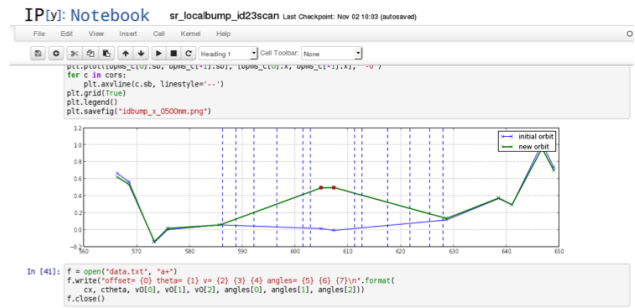 IP[y]: Notebook sr_localbump_id23scan Last Checkpoint: Nov 02 19:03 (autosaved)
File Edit View Insert Cell Kernel Help
Heading 1 Cell Toolbar: None
for c in cors:
plt.axvline(c.sb, linestyle='--')
plt.grid(True)
plt.legend()
plt.savefig("idbump_x_0500mm.png")
1.2
1.0
0.8
0.6
0.4
0.2
0.0
−0.2
initial orbit
new orbit
560 570 580 590 600 610 620 630 640 650
In [41]: f = open("data.txt", "a+")
f.write("offset= {0} theta= {1} v= {2} {3} {4} angles= {5} {6} {7}\n".format(
cx, ctheta, v0[0], v0[1], v0[2], angles[0], angles[1], angles[2]))
f.close()